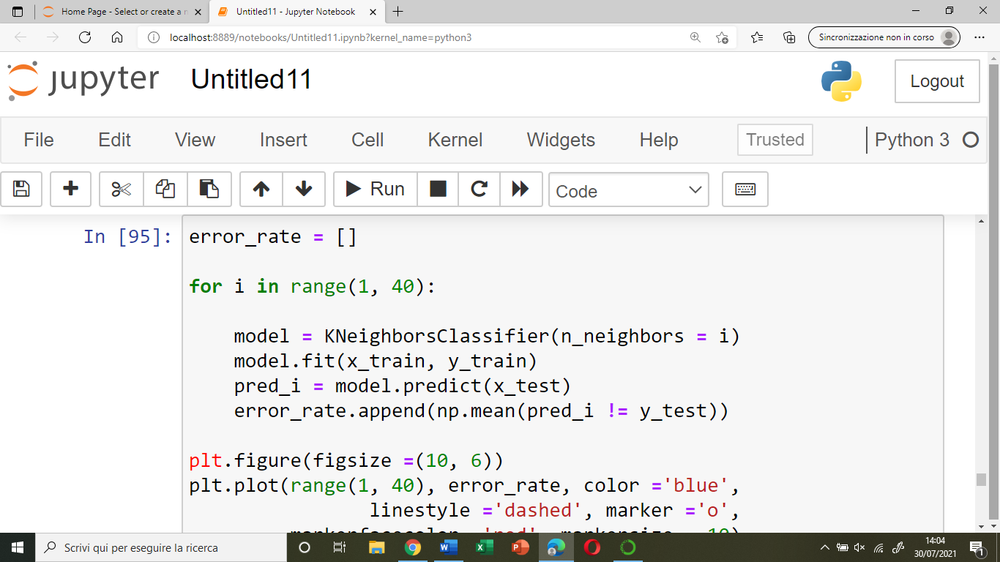 Home Page - Select or create a n
Untitled11 - Jupyter Notebook
localhost:8889/notebooks/Untitled11.ipynb?kernel_name=python3
Sincronizzazione non in corso
jupyter Untitled11
Logout
File Edit View Insert Cell Kernel Widgets Help
Trusted
Python 3
Run
Code
In [95]: error_rate = []
for i in range(1, 40):
model = KNeighborsClassifier(n_neighbors = i)
model.fit(x_train, y_train)
pred_i = model.predict(x_test)
error_rate.append(np.mean(pred_i != y_test))
plt.figure(figsize =(10, 6))
plt.plot(range(1, 40), error_rate, color ='blue',
linestyle ='dashed', marker ='o',
Scrivi qui per eseguire la ricerca
14:04
30/07/2021
1